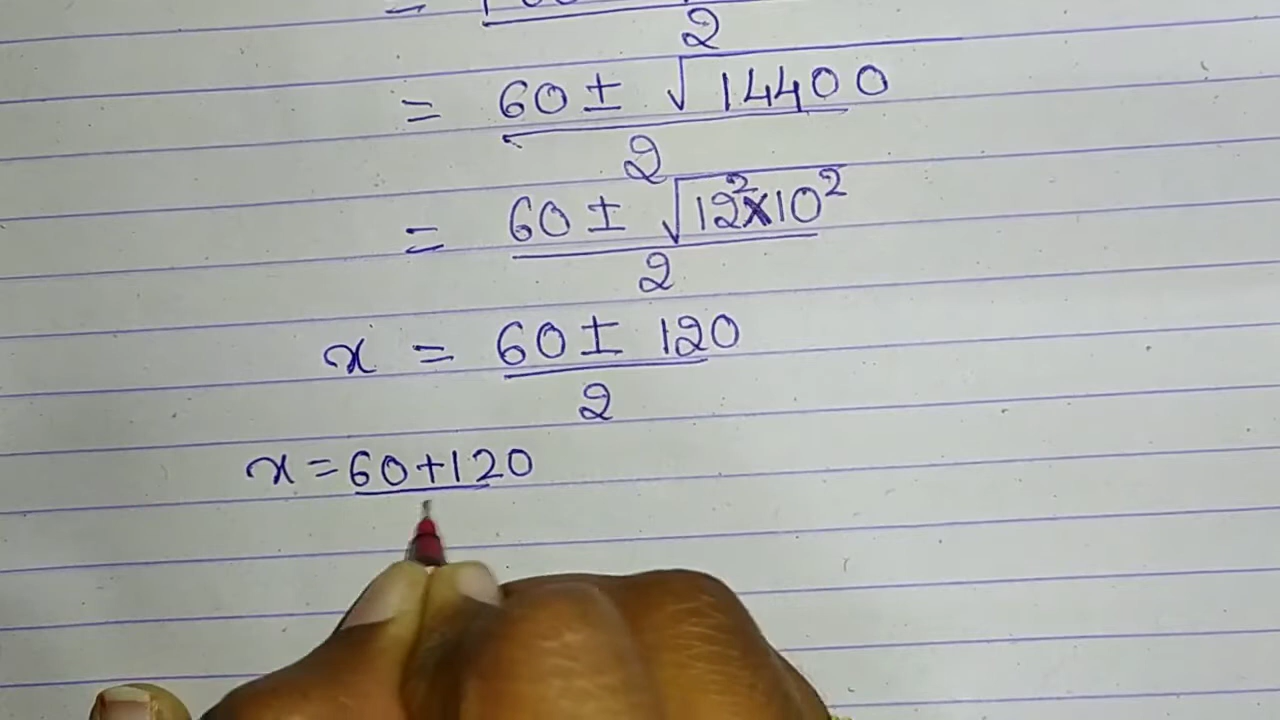 2
= 60 ± √14400
2
= 60 ± √12²×10²
2
x = 60 ± 120
2
x = 60+120